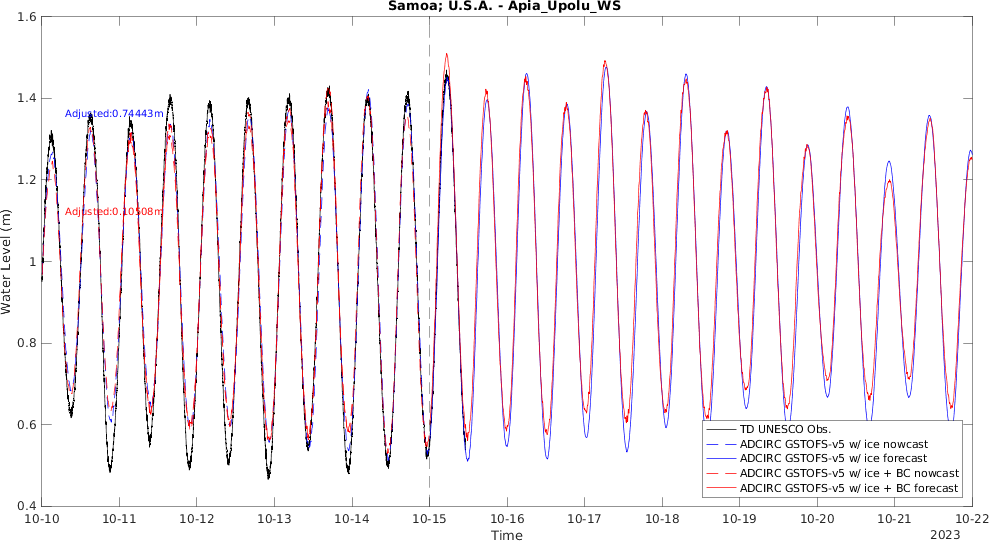 Samoa; U.S.A. - Apia_Upolu_WS
1.6
1.4
1.2
1
0.8
0.6
0.4
Water Level (m)
Adjusted:0.74443m
Adjusted:0.10508m
TD UNESCO Obs.
ADCIRC GSTOFS-v5 w/ ice nowcast
ADCIRC GSTOFS-v5 w/ ice forecast
ADCIRC GSTOFS-v5 w/ ice + BC nowcast
ADCIRC GSTOFS-v5 w/ ice + BC forecast
10-10 10-11 10-12 10-13 10-14 10-15 10-16 10-17 10-18 10-19 10-20 10-21 10-22
Time
2023